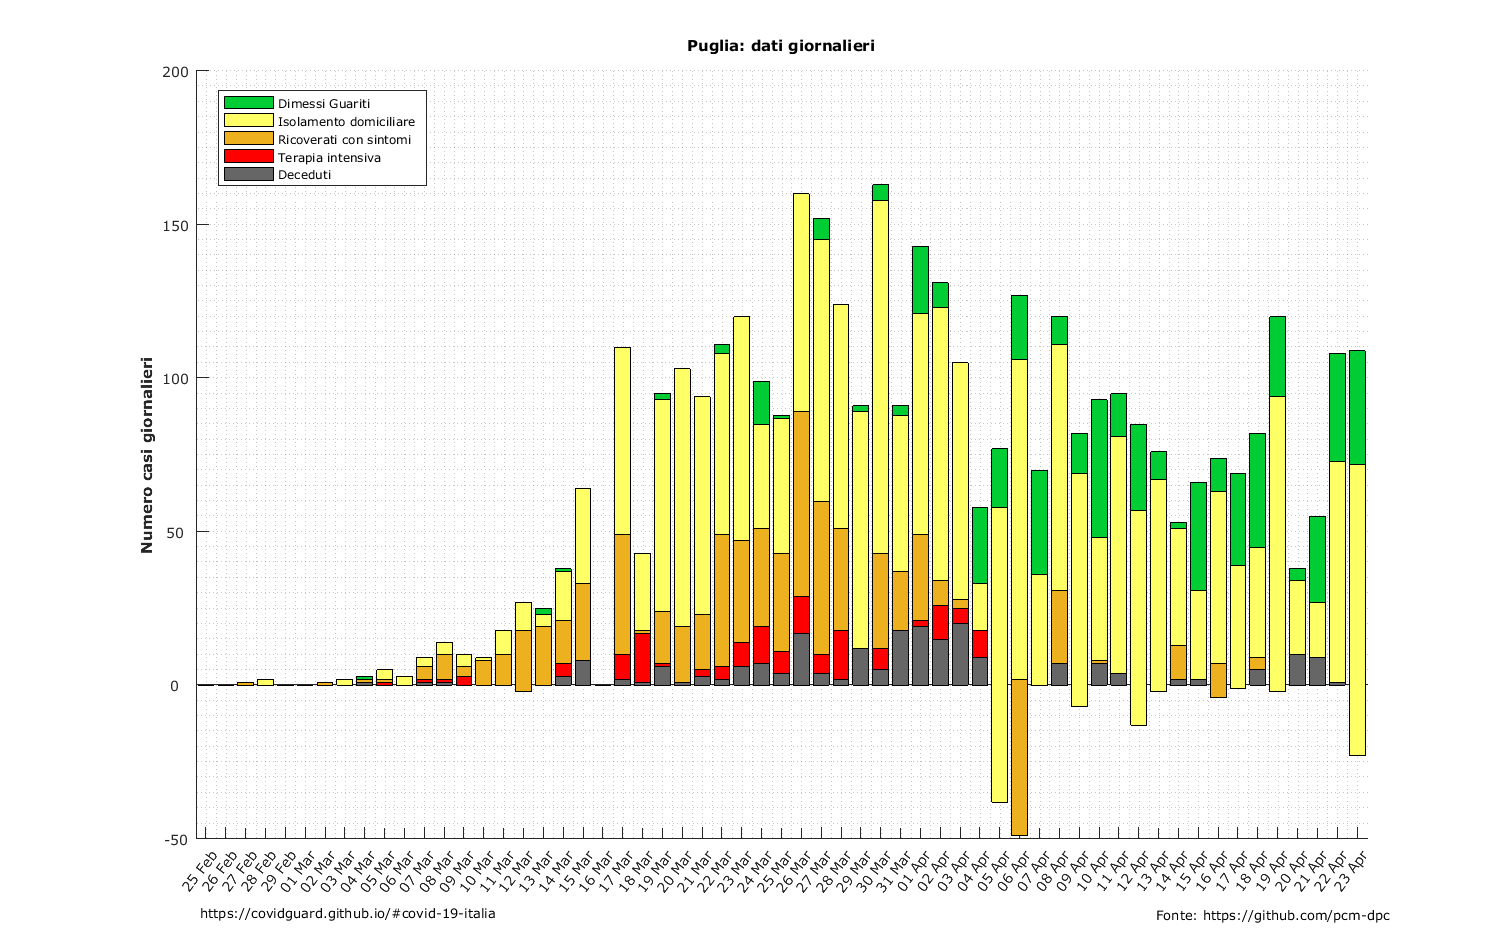 Puglia: dati giornalieri
200
150
100
50
0
-50
Numero casi giornalieri
Dimessi Guariti
Isolamento domiciliare
Ricoverati con sintomi
Terapia intensiva
Deceduti
25 Feb
26 Feb
27 Feb
28 Feb
29 Feb
01 Mar
02 Mar
03 Mar
04 Mar
05 Mar
06 Mar
07 Mar
08 Mar
09 Mar
10 Mar
11 Mar
12 Mar
13 Mar
14 Mar
15 Mar
16 Mar
17 Mar
18 Mar
19 Mar
20 Mar
21 Mar
22 Mar
23 Mar
24 Mar
25 Mar
26 Mar
27 Mar
28 Mar
29 Mar
30 Mar
31 Mar
01 Apr
02 Apr
03 Apr
04 Apr
05 Apr
06 Apr
07 Apr
08 Apr
09 Apr
10 Apr
11 Apr
12 Apr
13 Apr
14 Apr
15 Apr
16 Apr
17 Apr
18 Apr
19 Apr
20 Apr
21 Apr
22 Apr
23 Apr
https://covidguard.github.io/#covid-19-italia
Fonte: https://github.com/pcm-dpc